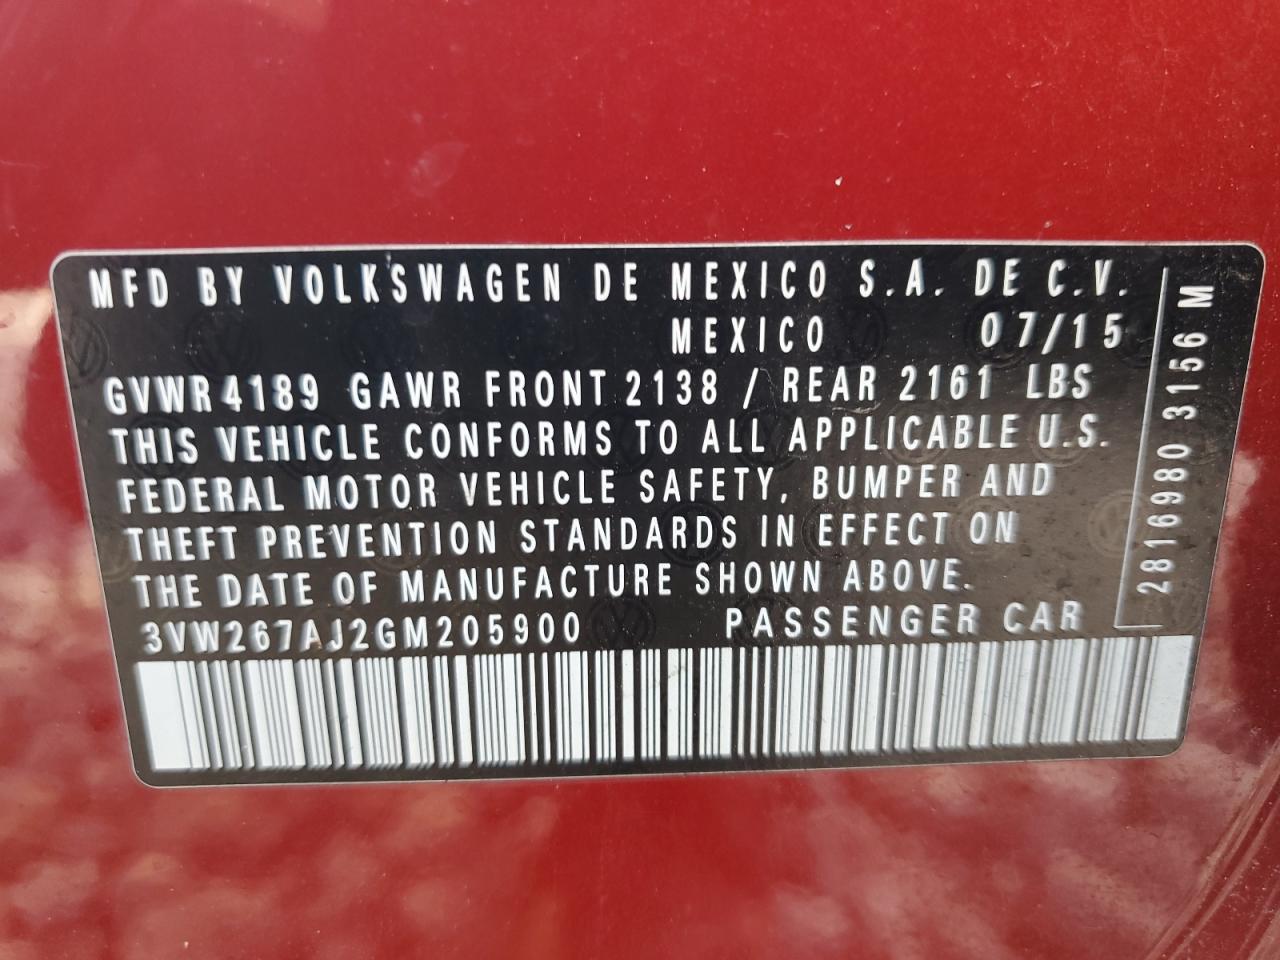 MFD BY VOLKSWAGEN DE MEXICO S.A. DE C.V.
MEXICO 07/15
GVWR 4189 GAWR FRONT 2138 / REAR 2161 LBS
THIS VEHICLE CONFORMS TO ALL APPLICABLE U.S.
FEDERAL MOTOR VEHICLE SAFETY, BUMPER AND
THEFT PREVENTION STANDARDS IN EFFECT ON
THE DATE OF MANUFACTURE SHOWN ABOVE.
3VW267AJ2GM205900 PASSENGER CAR
2816980 3156 M